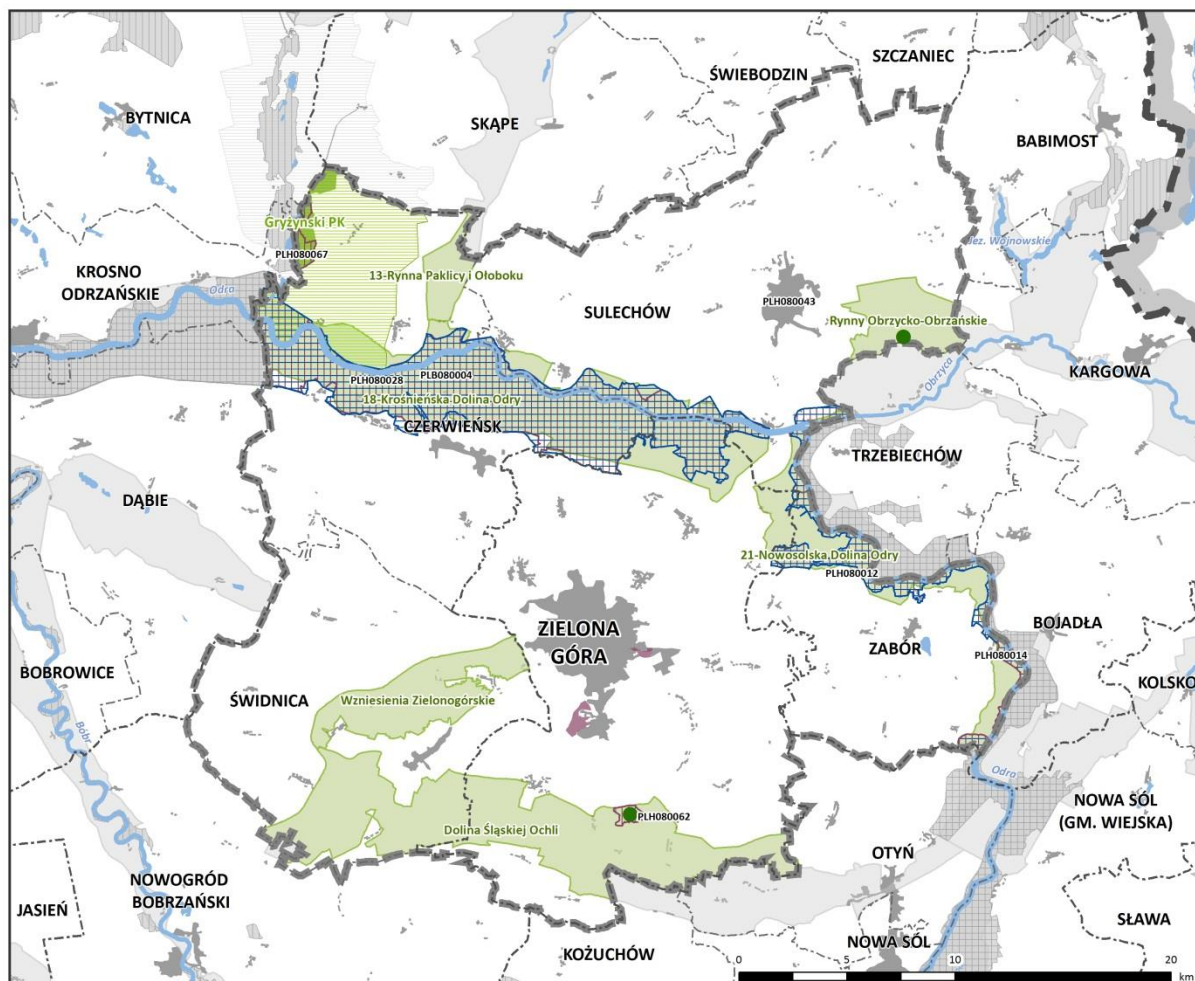 SZCZANIEC
ŚWIEBODZIN
BYTNICA
SKĄPE
BABIMOST
Gryżyński PK
PLH080067
Jez. Wojnowskie
KROSNO
ODRZAŃSKIE
13-Rynna Paklicy i Ołoboku
Odra
SULECHÓW
PLH080043
Rynny Obrzycko-Obrzańskie
Obrzyca
KARGOWA
PLH080028
PLB080004
18-Krośnieńska Dolina Odry
CZERWIEŃSK
TRZEBIECHÓW
DĄBIE
21-Nowosolska Dolina Odry
PLH080012
ZIELONA
GÓRA
BOJADŁA
ZABÓR
PLH080014
BOBROWICE
KOLSKO
ŚWIDNICA
Wzniesienia Zielonogórskie
Bóbr
Odra
NOWA SÓL
(GM. WIEJSKA)
PLH080062
Dolina Śląskiej Ochli
OTYŃ
NOWOGRÓD
BOBRZAŃSKI
JASIEŃ
SŁAWA
NOWA SÓL
KOŻUCHÓW
0 5 10 20
km